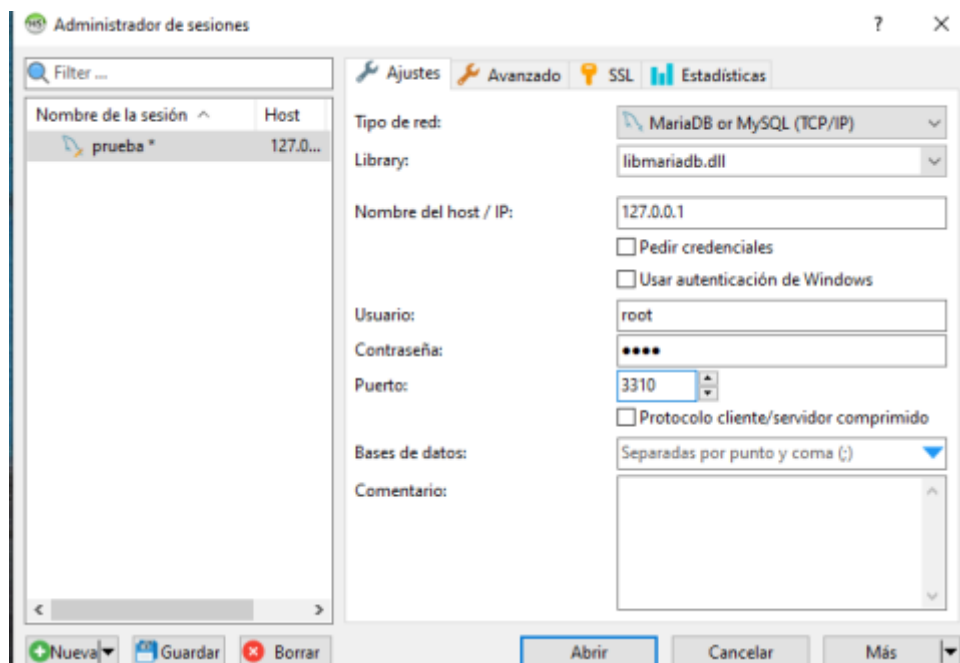 Administrador de sesiones
Filter ...
Nombre de la sesión Host
prueba * 127.0...
Ajustes Avanzado SSL Estadísticas
Tipo de red: MariaDB or MySQL (TCP/IP)
Library: libmariadb.dll
Nombre del host / IP: 127.0.0.1
Pedir credenciales
Usar autenticación de Windows
Usuario: root
Contraseña: ●●●●
Puerto: 3310
Protocolo cliente/servidor comprimido
Bases de datos: Separadas por punto y coma (;)
Comentario:
Nueva Guardar Borrar Abrir Cancelar Más